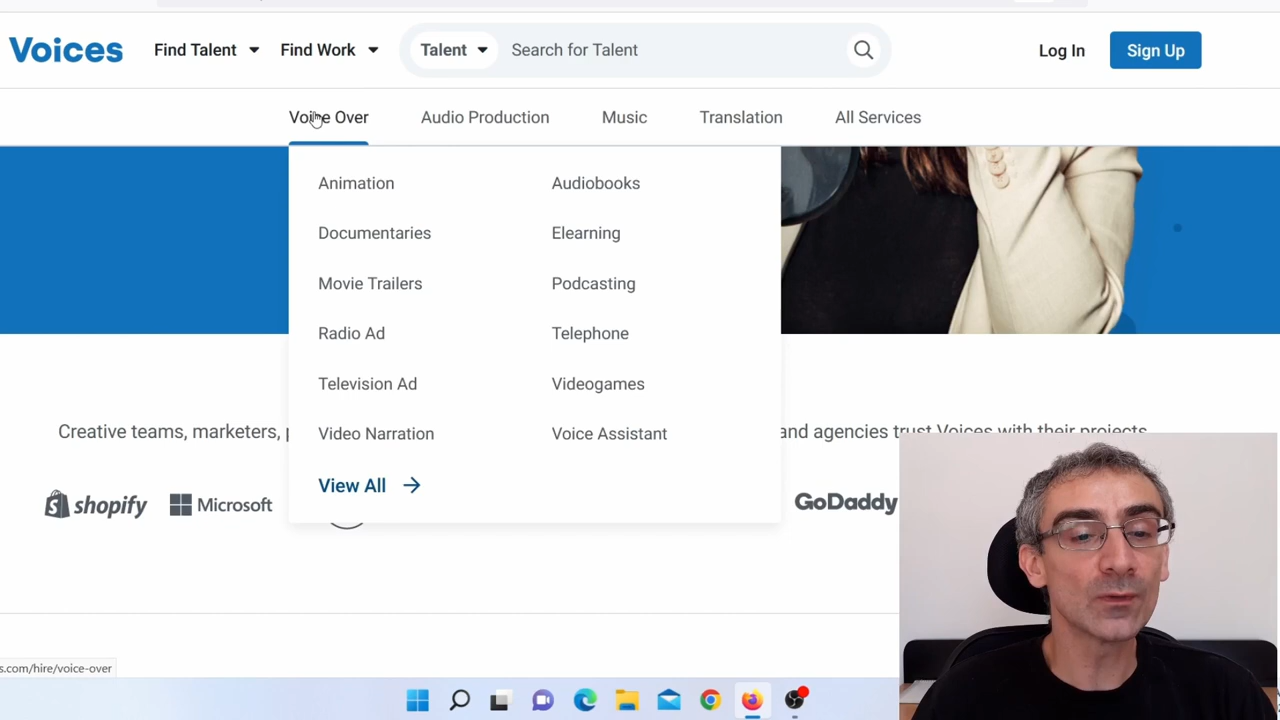 Voices Find Talent Find Work Talent Search for Talent Log In Sign Up
Voice Over Audio Production Music Translation All Services
Animation Audiobooks
Documentaries Elearning
Movie Trailers Podcasting
Radio Ad Telephone
Television Ad Videogames
Creative teams, marketers, Video Narration Voice Assistant and agencies trust Voices with their projects
View All
shopify Microsoft GoDaddy
s.com/hire/voice-over